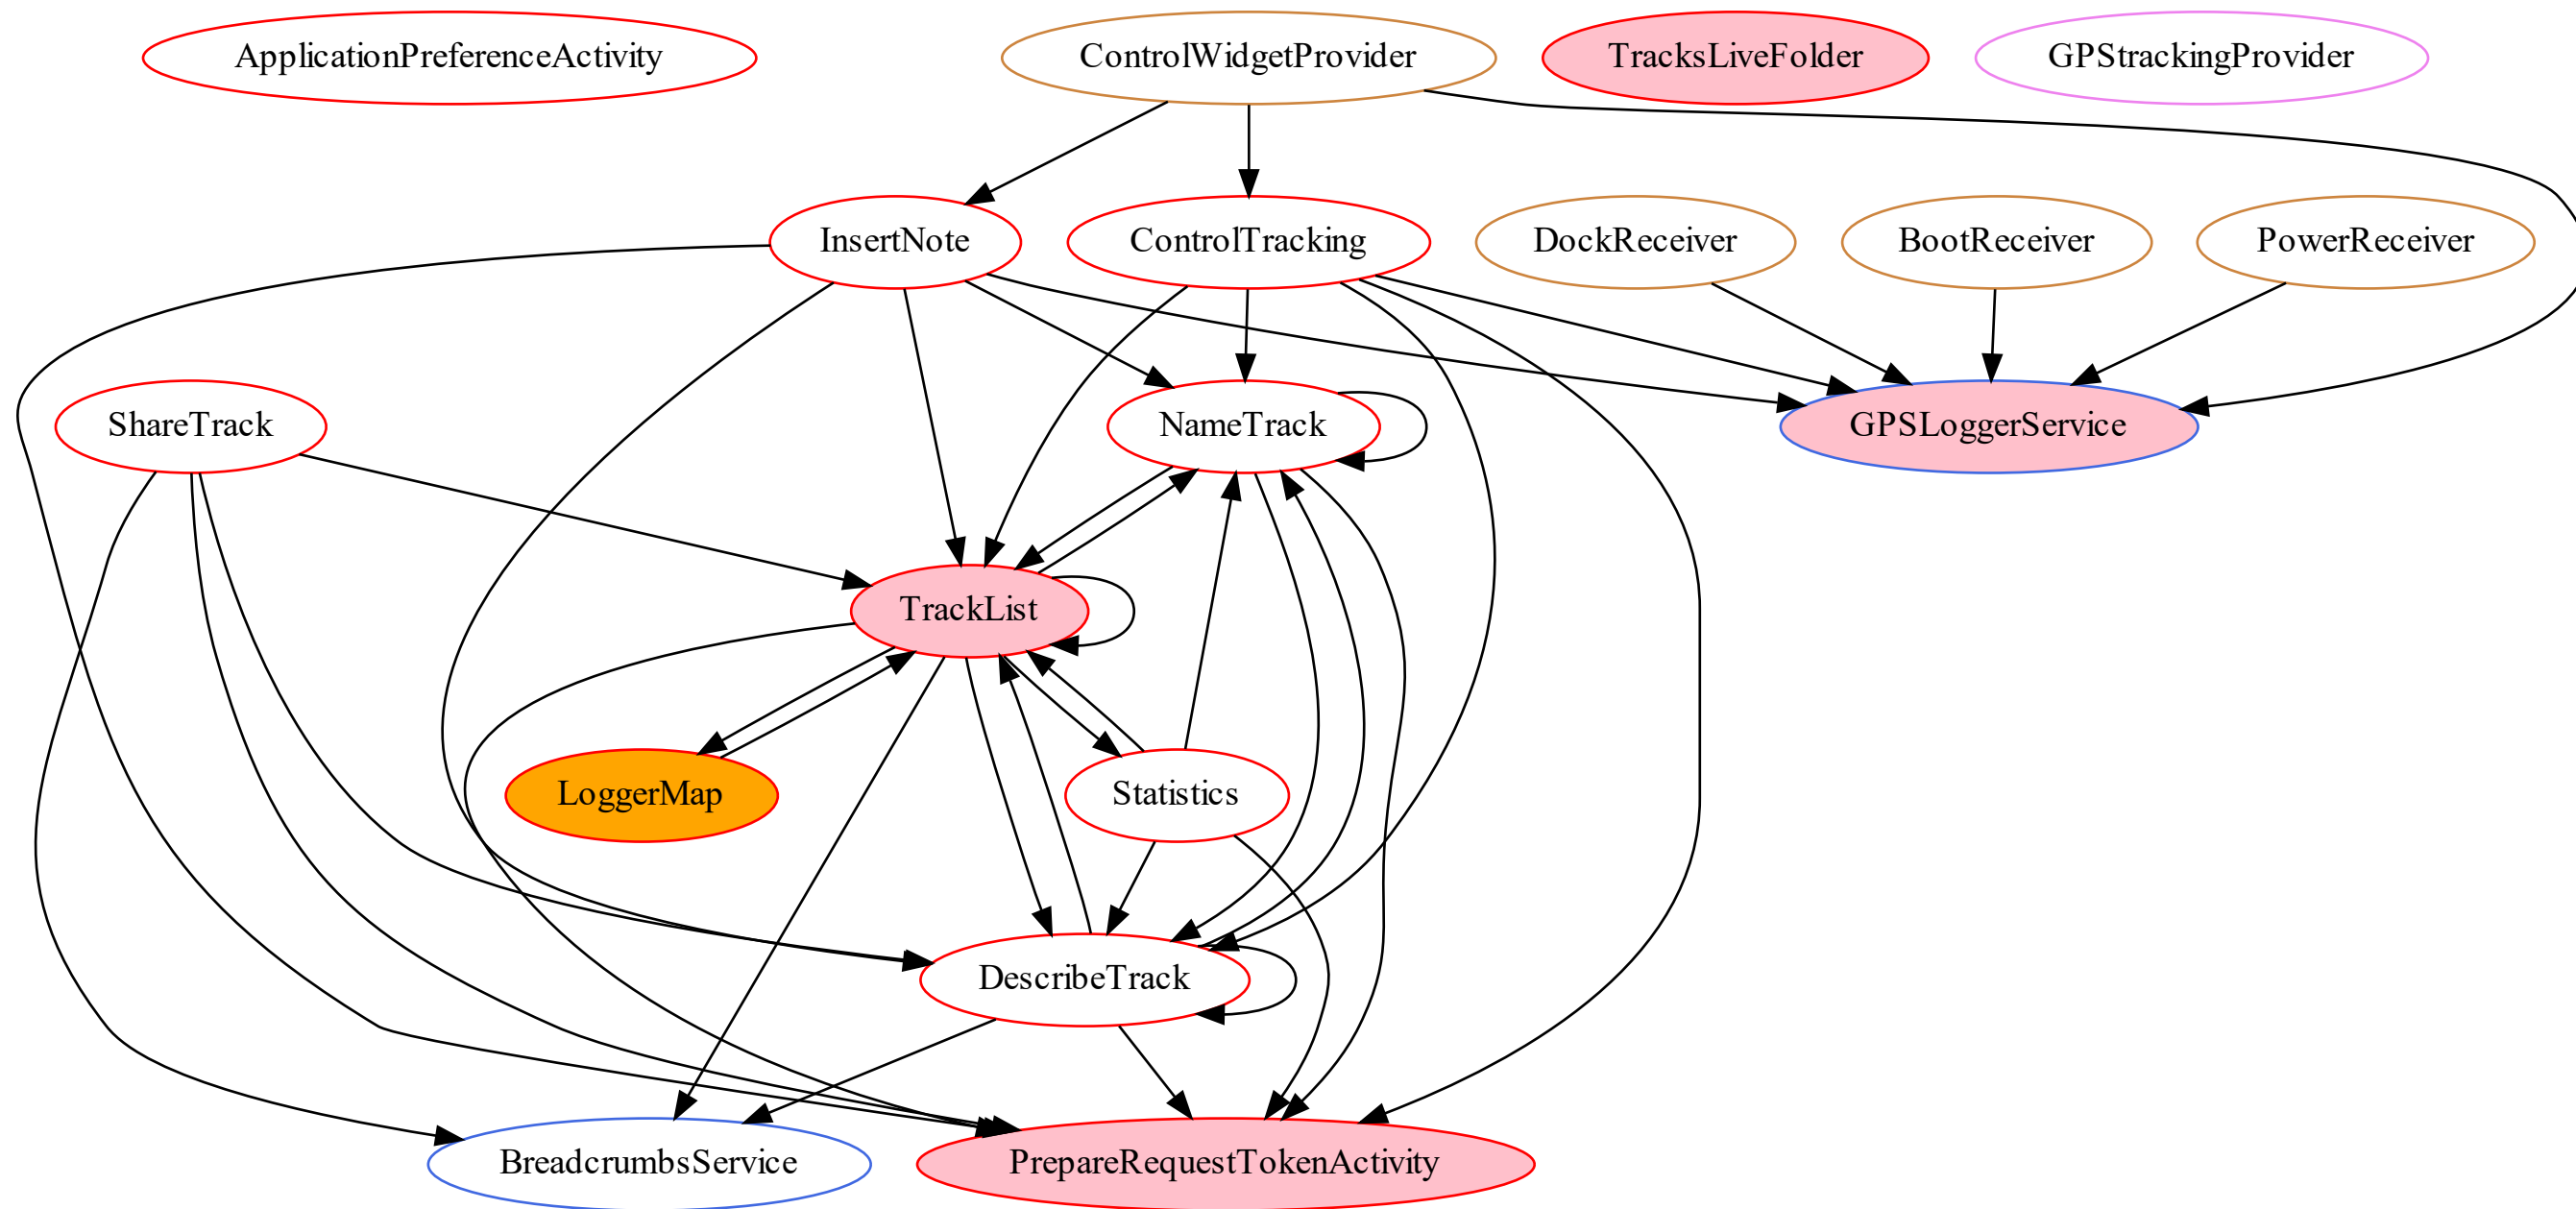 ApplicationPreferenceActivity
ControlWidgetProvider
TracksLiveFolder
GPStrackingProvider
InsertNote
ControlTracking
DockReceiver
BootReceiver
PowerReceiver
ShareTrack
NameTrack
GPSLoggerService
TrackList
LoggerMap
Statistics
DescribeTrack
BreadcrumbsService
PrepareRequestTokenActivity